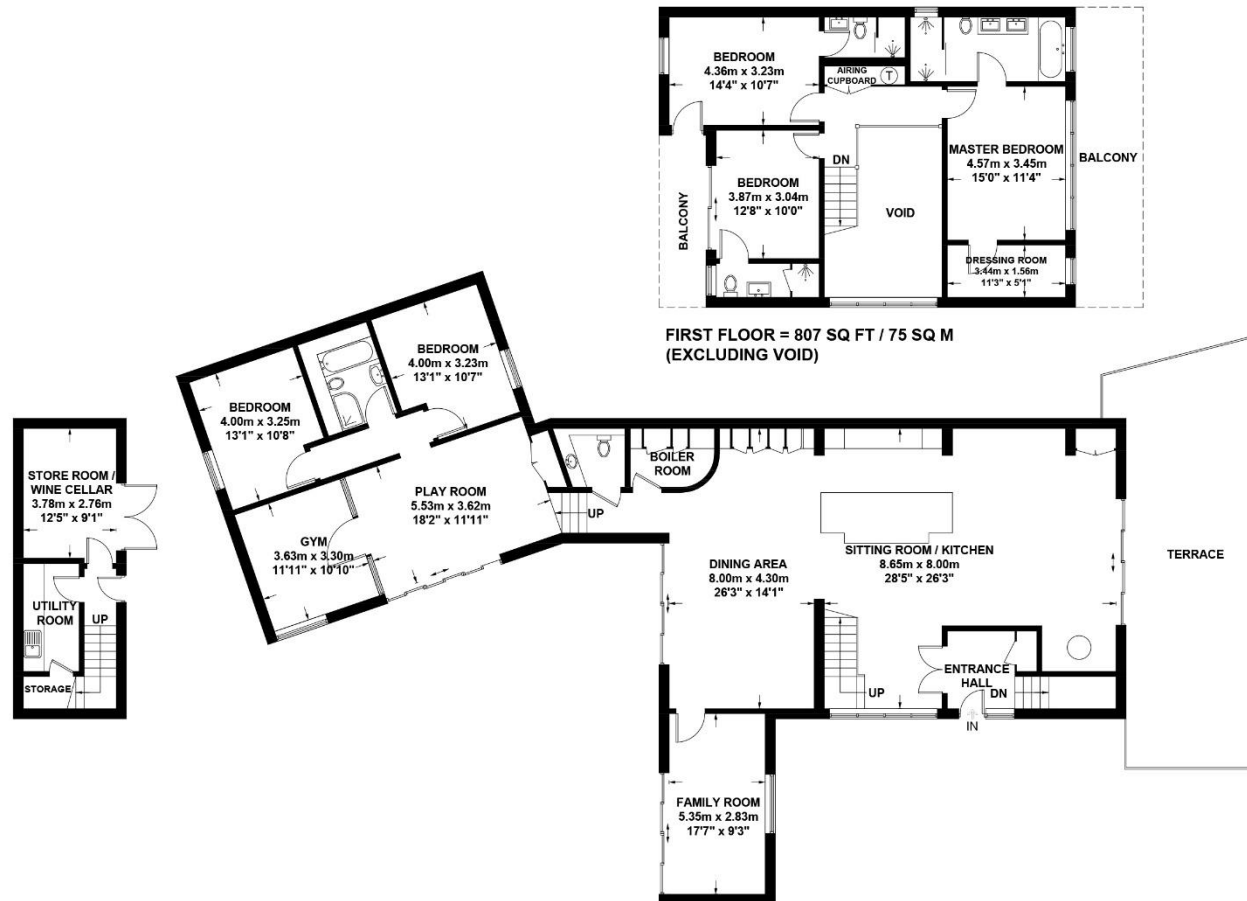 BEDROOM
4.36m x 3.23m
14'4" x 10'7"
AIRING
CUPBOARD
T
BEDROOM
3.87m x 3.04m
12'8" x 10'0"
DN
VOID
MASTER BEDROOM
4.57m x 3.45m
15'0" x 11'4"
BALCONY
BALCONY
DRESSING ROOM
3.44m x 1.56m
11'3" x 5'1"
FIRST FLOOR = 807 SQ FT / 75 SQ M
(EXCLUDING VOID)
BEDROOM
4.00m x 3.23m
13'1" x 10'7"
BEDROOM
4.00m x 3.25m
13'1" x 10'8"
STORE ROOM /
WINE CELLAR
3.78m x 2.76m
12'5" x 9'1"
UTILITY
ROOM
UP
STORAGE
PLAY ROOM
5.53m x 3.62m
18'2" x 11'11"
GYM
3.63m x 3.30m
11'11" x 10'10"
BOILER
ROOM
UP
DINING AREA
8.00m x 4.30m
26'3" x 14'1"
SITTING ROOM / KITCHEN
8.65m x 8.00m
28'5" x 26'3"
TERRACE
ENTRANCE
HALL
UP
DN
IN
FAMILY ROOM
5.35m x 2.83m
17'7" x 9'3"